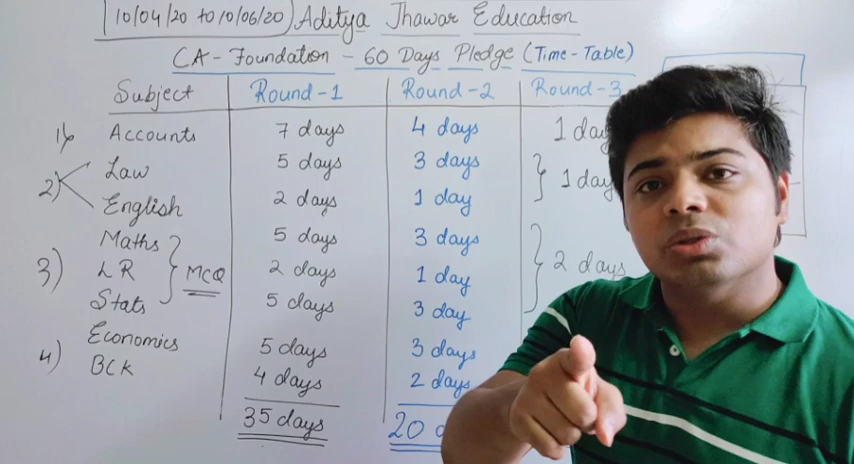 10/04/20 to 10/06/20) Aditya Jhawar Education
CA - Foundation - 60 Days Pledge (Time-Table)
Subject Round-1 Round-2 Round-3
1) Accounts 7 days 4 days 1 day
2) Law 5 days 3 days
English 2 days 1 day
1 day
Maths 5 days 3 days
3) LR 2 days 1 day
MCQ
2 days
Stats 5 days 3 day
4) Economics 5 days 3 days
BCK 4 days 2 days
35 days 20